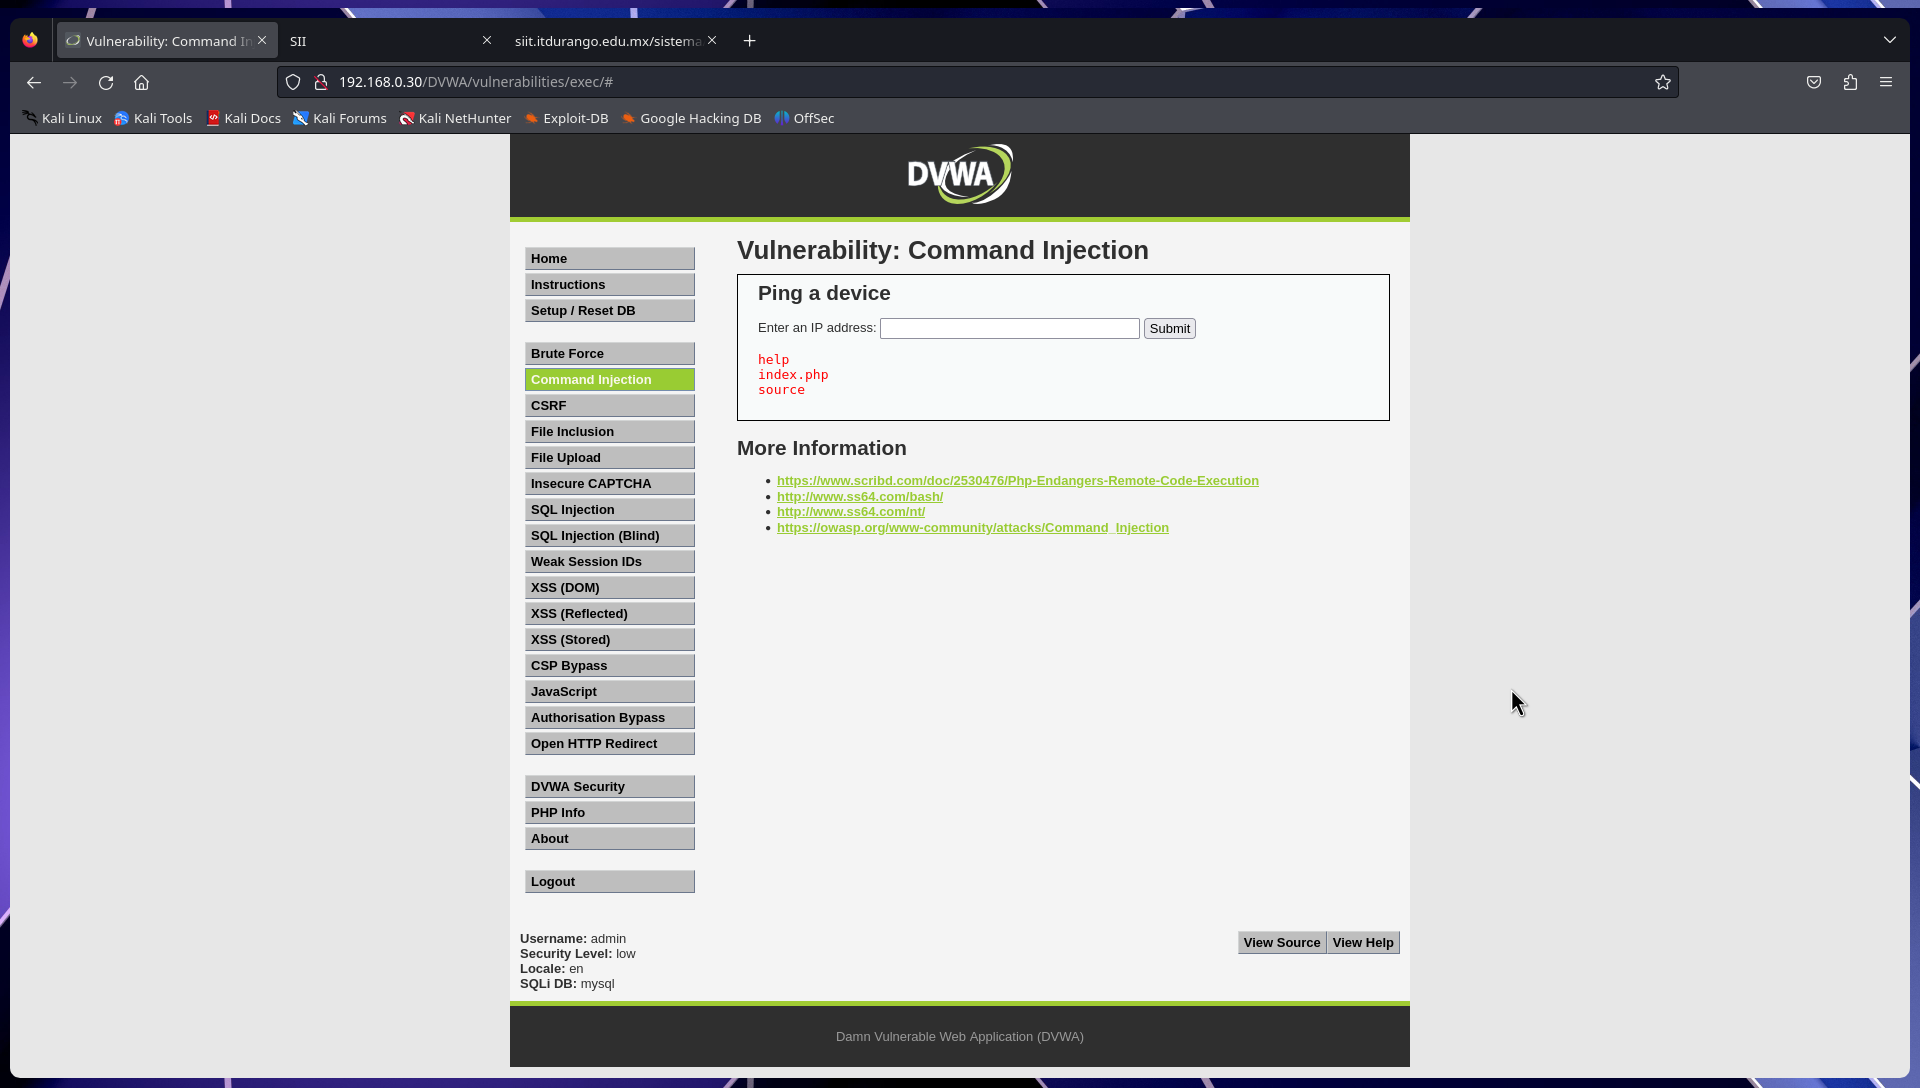 Vulnerability: Command In
SII
siit.itdurango.edu.mx/sistema
192.168.0.30/DVWA/vulnerabilities/exec/#
Kali Linux
Kali Tools
Kali Docs
Kali Forums
Kali NetHunter
Exploit-DB
Google Hacking DB
OffSec
DVWA
Home
Instructions
Setup / Reset DB
Brute Force
Command Injection
CSRF
File Inclusion
File Upload
Insecure CAPTCHA
SQL Injection
SQL Injection (Blind)
Weak Session IDs
XSS (DOM)
XSS (Reflected)
XSS (Stored)
CSP Bypass
JavaScript
Authorisation Bypass
Open HTTP Redirect
DVWA Security
PHP Info
About
Logout
Vulnerability: Command Injection
Ping a device
Enter an IP address:
Submit
help
index.php
source
More Information
https://www.scribd.com/doc/2530476/Php-Endangers-Remote-Code-Execution
http://www.ss64.com/bash/
http://www.ss64.com/nt/
https://owasp.org/www-community/attacks/Command_Injection
Username: admin
Security Level: low
Locale: en
SQLi DB: mysql
View Source
View Help
Damn Vulnerable Web Application (DVWA)